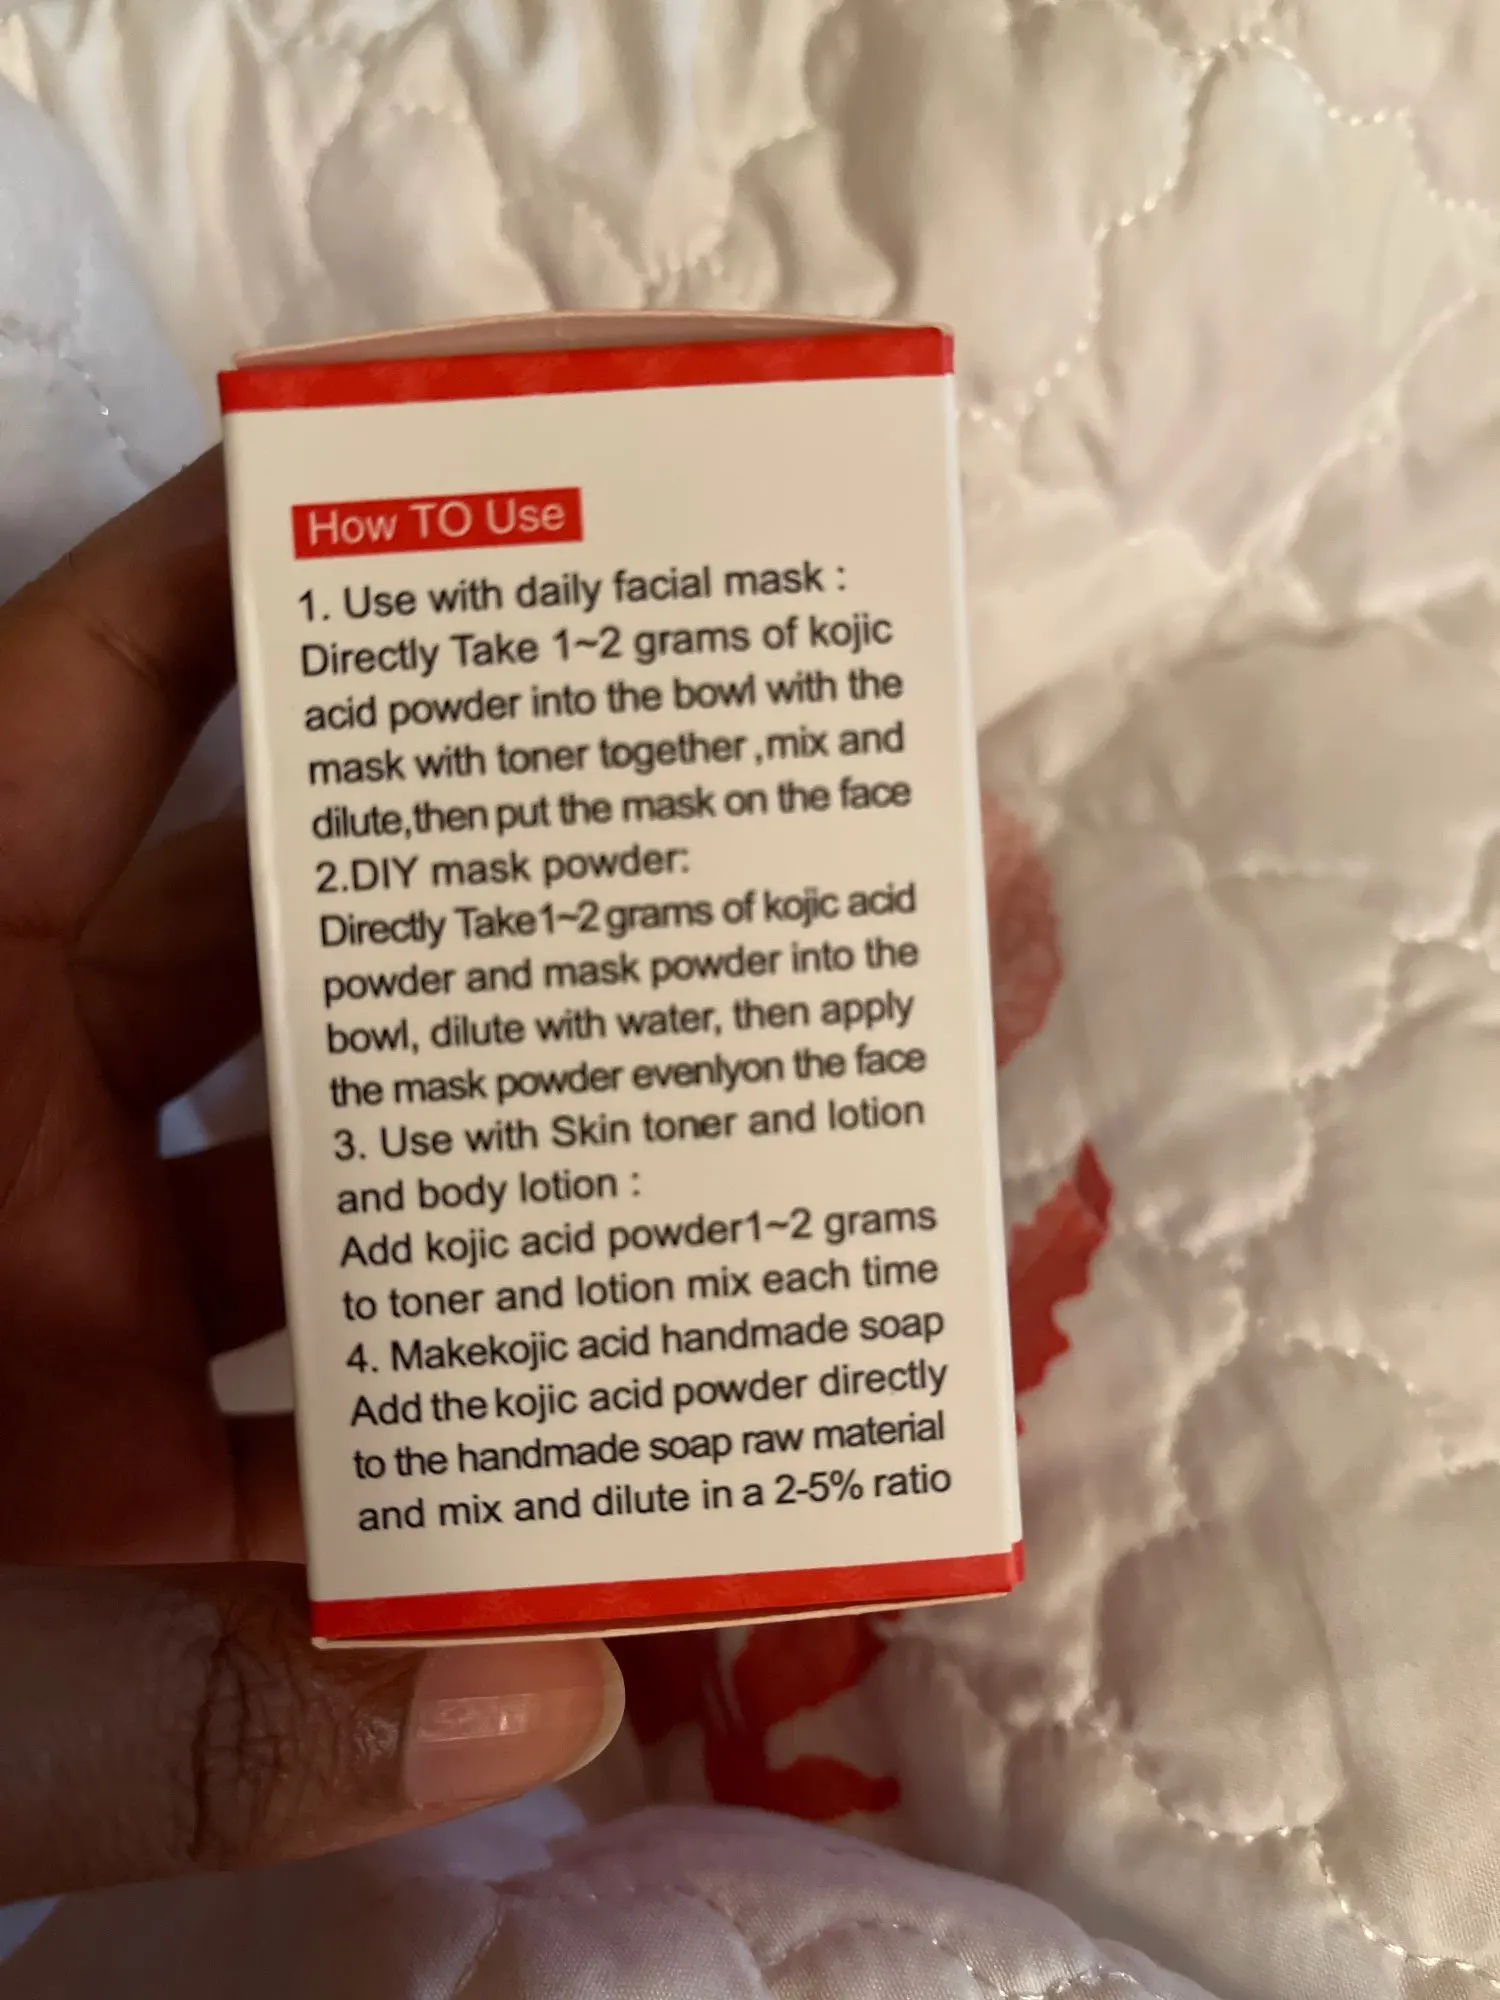 How TO Use
1. Use with daily facial mask :
Directly Take 1~2 grams of kojic
acid powder into the bowl with the
mask with toner together ,mix and
dilute,then put the mask on the face
2.DIY mask powder:
Directly Take1~2 grams of kojic acid
powder and mask powder into the
bowl, dilute with water, then apply
the mask powder evenlyon the face
3. Use with Skin toner and lotion
and body lotion :
Add kojic acid powder1~2 grams
to toner and lotion mix each time
4. Makekojic acid handmade soap
Add the kojic acid powder directly
to the handmade soap raw material
and mix and dilute in a 2-5% ratio